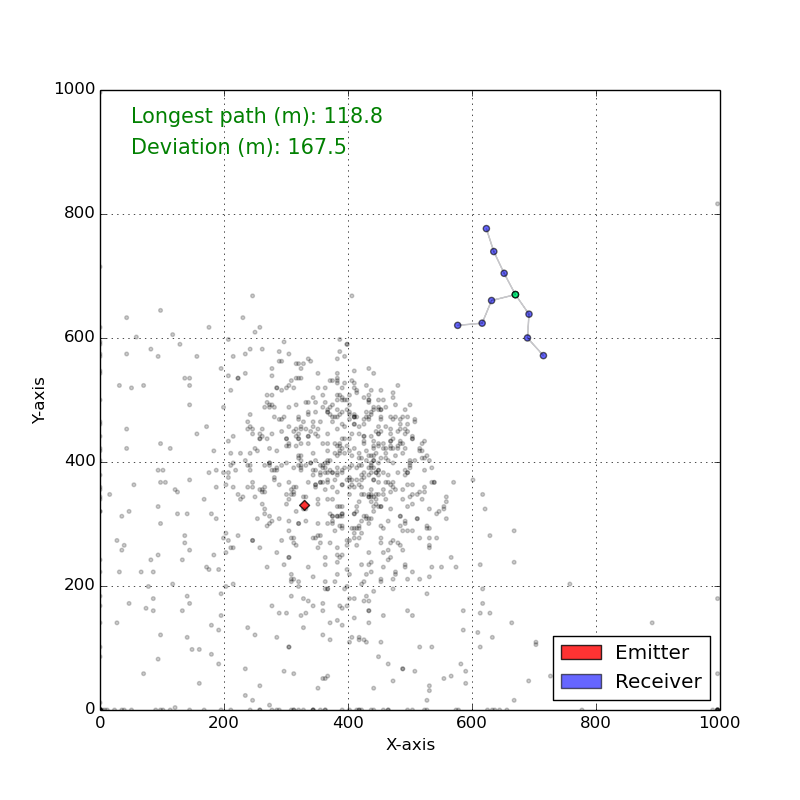 Longest path (m): 118.8
Deviation (m): 167.5
1000
800
600
400
200
0
Y-axis
0 200 400 600 800 1000
X-axis
Emitter
Receiver